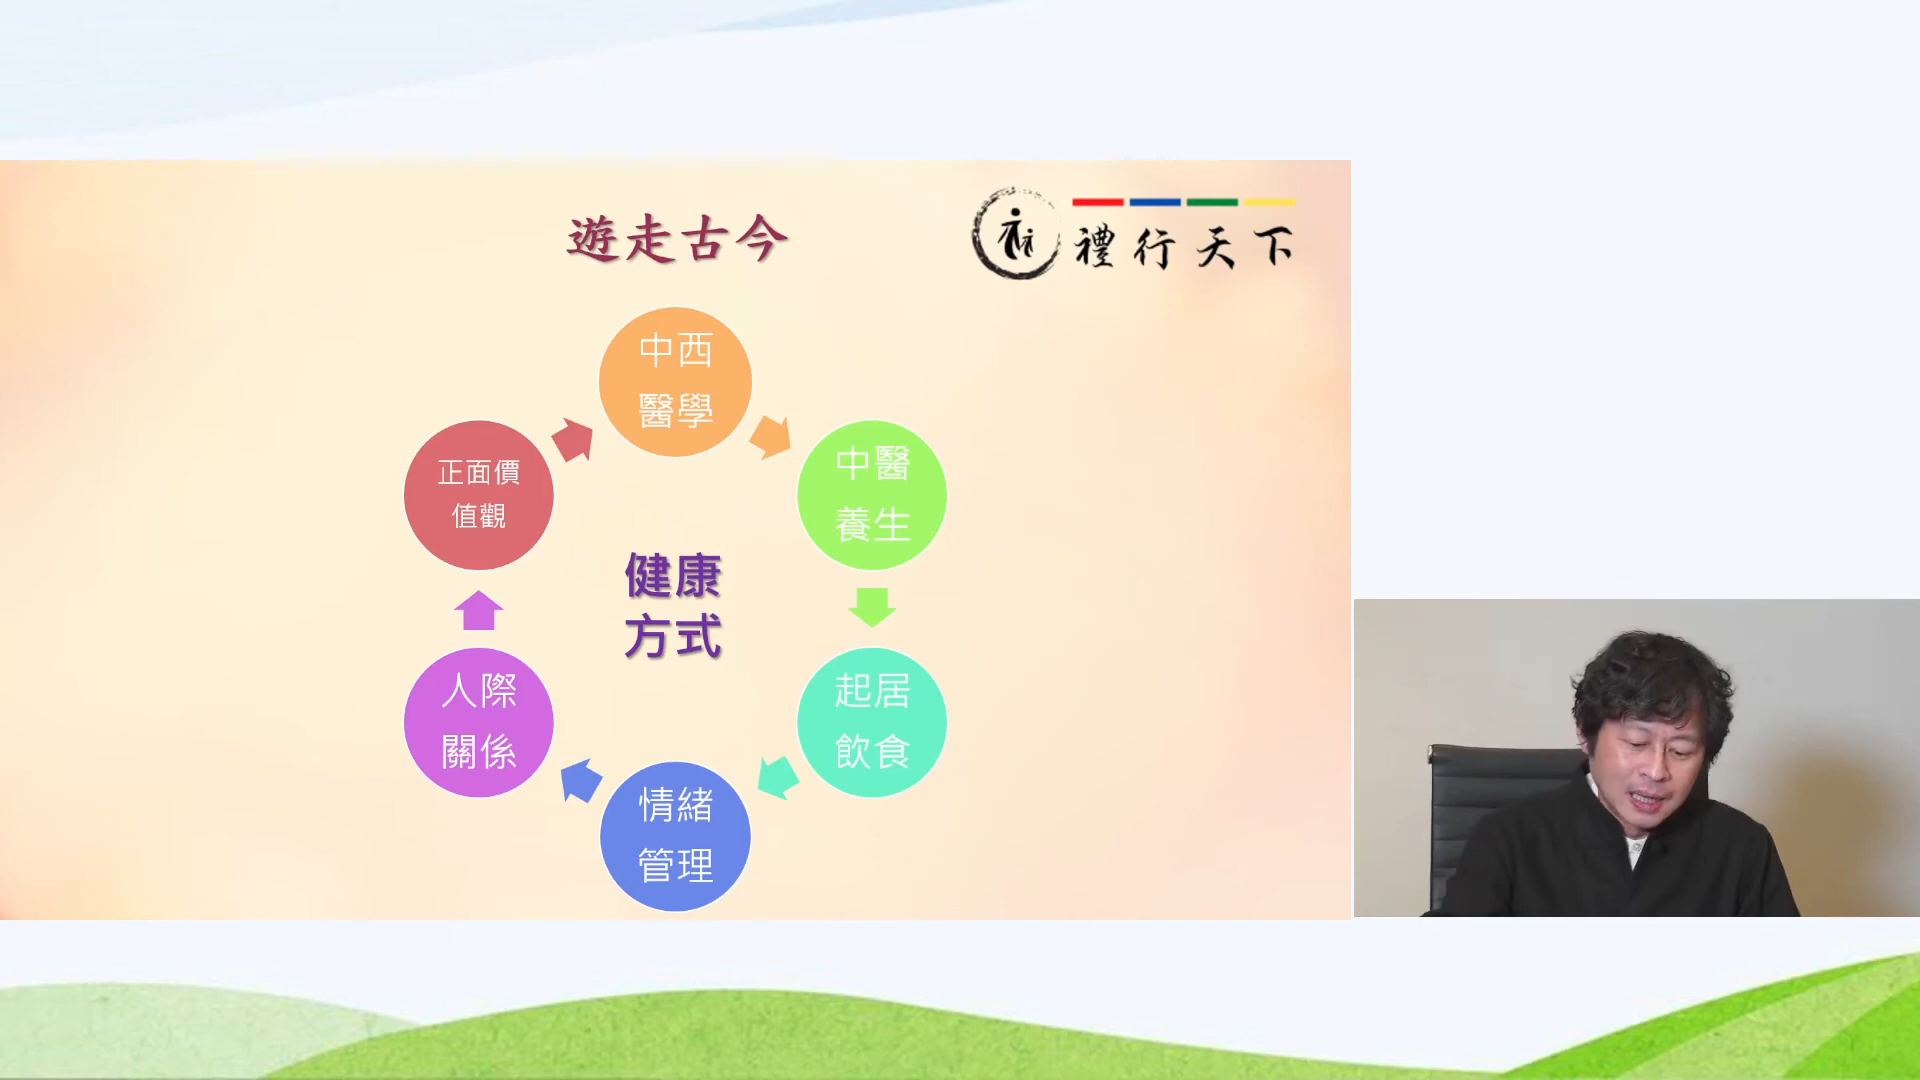 遊走古今
禮行天下
中西
醫學
中醫
養生
起居
飲食
情緒
管理
人際
關係
正面價
值觀
健康
方式